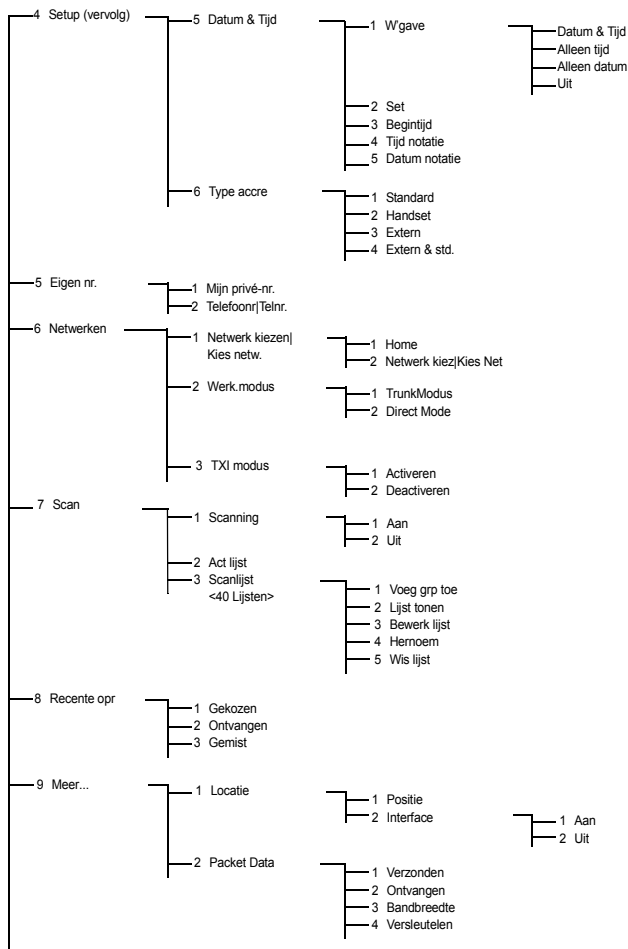 4 Setup (vervolg)
5 Datum & Tijd
1 W'gave
Datum & Tijd
Alleen tijd
Alleen datum
Uit
2 Set
3 Begintijd
4 Tijd notatie
5 Datum notatie
6 Type accre
1 Standard
2 Handset
3 Extern
4 Extern & std.
5 Eigen nr.
1 Mijn privé-nr.
2 Telefoonr|Telnr.
6 Netwerken
1 Netwerk kiezen|
Kies netw.
1 Home
2 Netwerk kiez|Kies Net
2 Werk.modus
1 TrunkModus
2 Direct Mode
3 TXI modus
1 Activeren
2 Deactiveren
7 Scan
1 Scanning
1 Aan
2 Uit
2 Act lijst
3 Scanlijst
<40 Lijsten>
1 Voeg grp toe
2 Lijst tonen
3 Bewerk lijst
4 Hernoem
5 Wis lijst
8 Recente opr
1 Gekozen
2 Ontvangen
3 Gemist
9 Meer...
1 Locatie
1 Positie
2 Interface
1 Aan
2 Uit
2 Packet Data
1 Verzonden
2 Ontvangen
3 Bandbreedte
4 Versleutelen